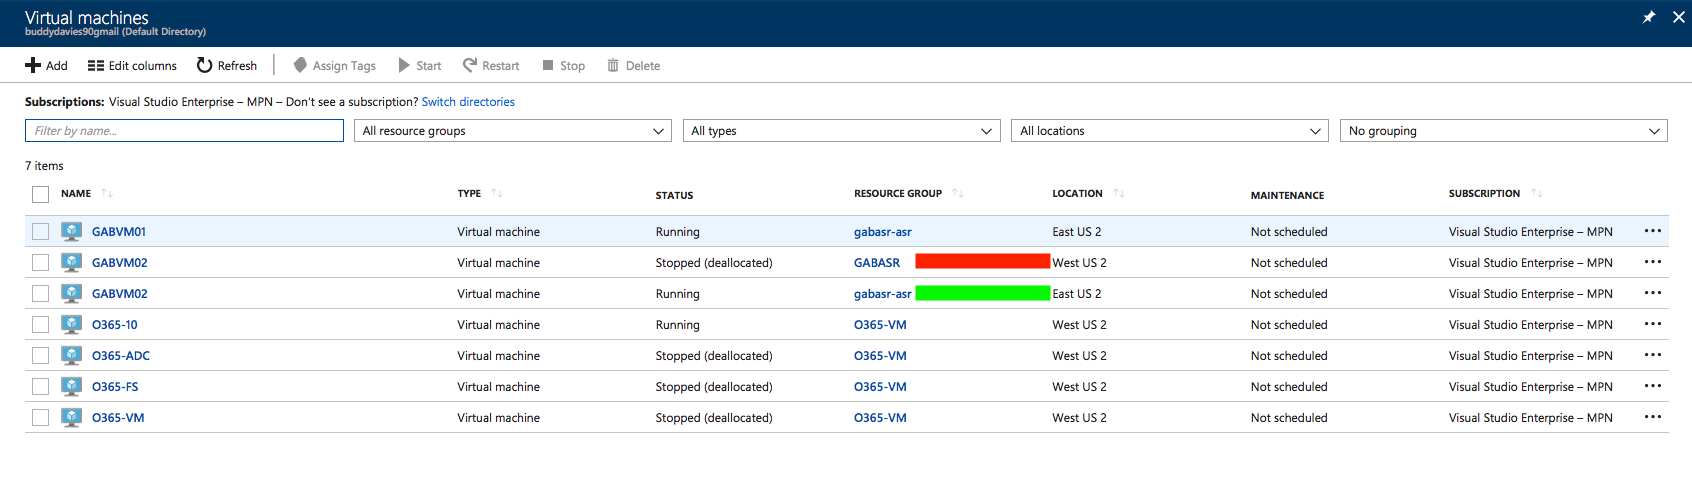 Virtual machines
buddydavies90gmail (Default Directory)
Add Edit columns Refresh Assign Tags Start Restart Stop Delete
Subscriptions: Visual Studio Enterprise – MPN – Don't see a subscription? Switch directories
Filter by name... All resource groups All types All locations No grouping
7 items
NAME TYPE STATUS RESOURCE GROUP LOCATION MAINTENANCE SUBSCRIPTION
GABVM01 Virtual machine Running gabasr-asr East US 2 Not scheduled Visual Studio Enterprise – MPN
GABVM02 Virtual machine Stopped (deallocated) GABASR West US 2 Not scheduled Visual Studio Enterprise – MPN
GABVM02 Virtual machine Running gabasr-asr East US 2 Not scheduled Visual Studio Enterprise – MPN
O365-10 Virtual machine Running O365-VM West US 2 Not scheduled Visual Studio Enterprise – MPN
O365-ADC Virtual machine Stopped (deallocated) O365-VM West US 2 Not scheduled Visual Studio Enterprise – MPN
O365-FS Virtual machine Stopped (deallocated) O365-VM West US 2 Not scheduled Visual Studio Enterprise – MPN
O365-VM Virtual machine Stopped (deallocated) O365-VM West US 2 Not scheduled Visual Studio Enterprise – MPN